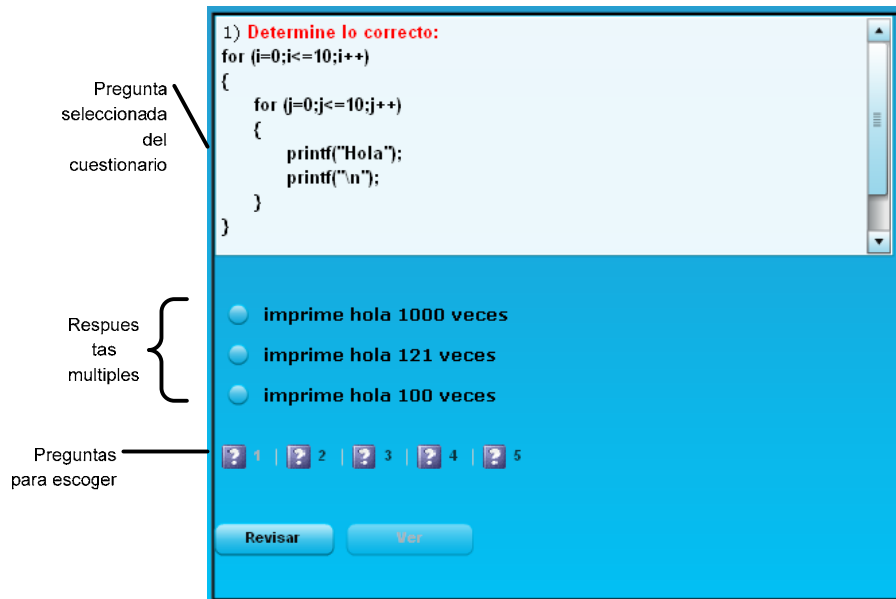 1) Determine lo correcto:
for (i=0;i<=10;i++)
{
for (j=0;j<=10;j++)
{
printf("Hola");
printf("\n");
}
}
Pregunta
seleccionada
del
cuestionario
imprime hola 1000 veces
imprime hola 121 veces
imprime hola 100 veces
Respues
tas
multiples
? 1 | ? 2 | ? 3 | ? 4 | ? 5
Preguntas
para escoger
Revisar
Ver